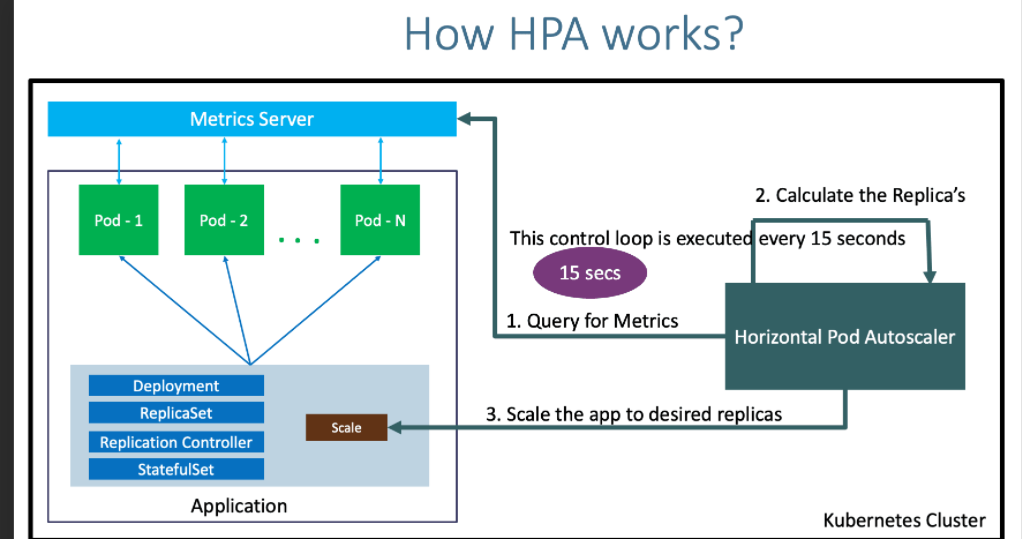 How HPA works?
Metrics Server
Pod - 1
Pod - 2
. . .
Pod - N
2. Calculate the Replica’s
This control loop is executed every 15 seconds
15 secs
1. Query for Metrics
Horizontal Pod Autoscaler
Deployment
ReplicaSet
Replication Controller
StatefulSet
Scale
3. Scale the app to desired replicas
Application
Kubernetes Cluster